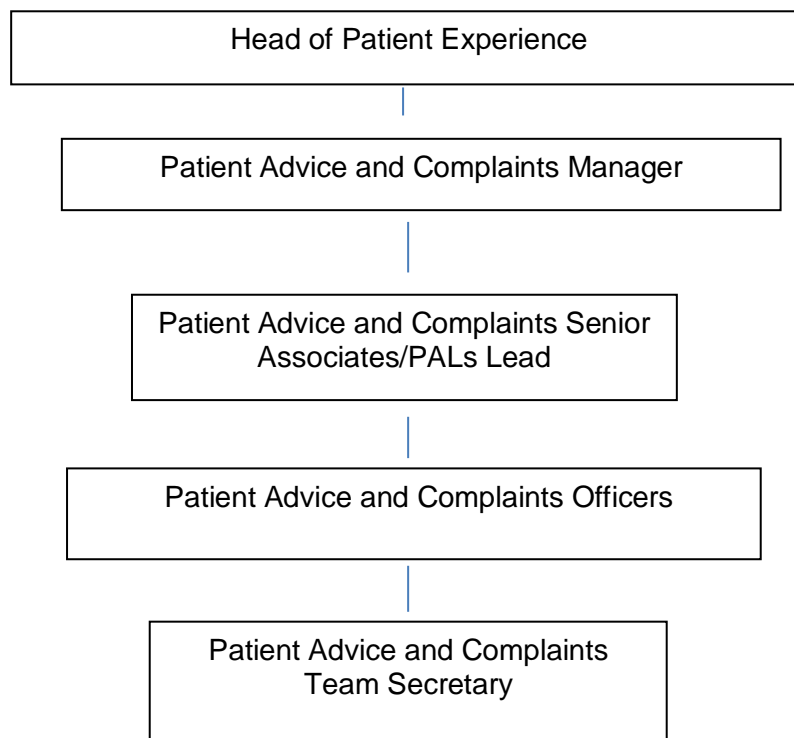 Head of Patient Experience
Patient Advice and Complaints Manager
Patient Advice and Complaints Senior
Associates/PALs Lead
Patient Advice and Complaints Officers
Patient Advice and Complaints
Team Secretary